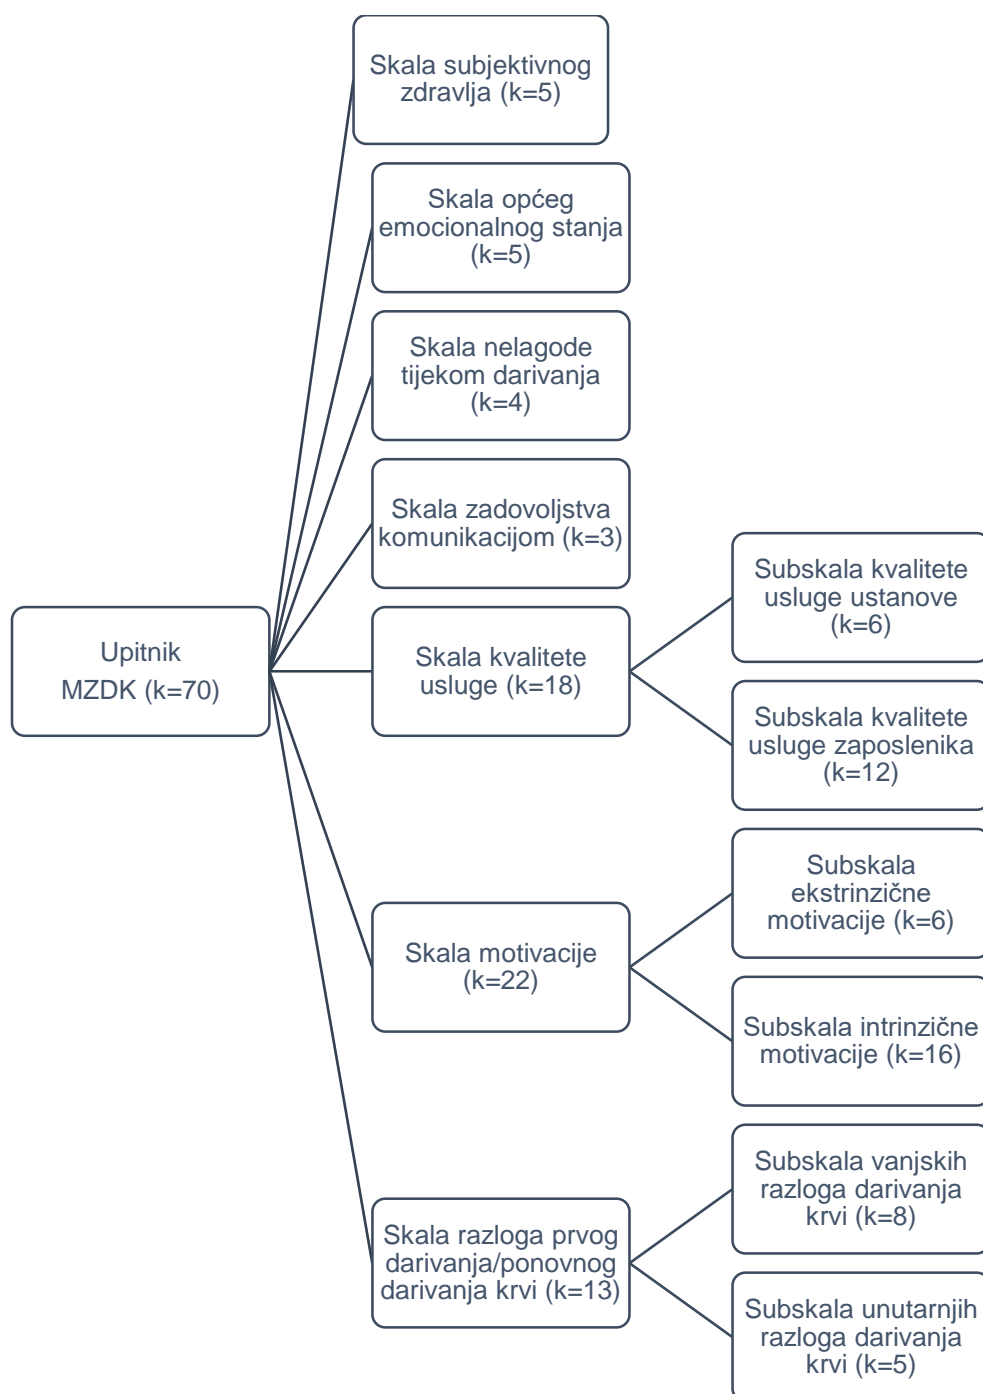 Skala subjektivnog
zdravlja (k=5)
Skala općeg
emocionalnog stanja
(k=5)
Skala nelagode
tijekom darivanja
(k=4)
Skala zadovoljstva
komunikacijom (k=3)
Upitnik
MZDK (k=70)
Skala kvalitete
usluge (k=18)
Subskala kvalitete
usluge ustanove
(k=6)
Subskala kvalitete
usluge zaposlenika
(k=12)
Skala motivacije
(k=22)
Subskala
ekstrinzične
motivacije (k=6)
Subskala intrinzične
motivacije (k=16)
Skala razloga prvog
darivanja/ponovnog
darivanja krvi (k=13)
Subskala vanjskih
razloga darivanja
krvi (k=8)
Subskala unutarnjih
razloga darivanja
krvi (k=5)